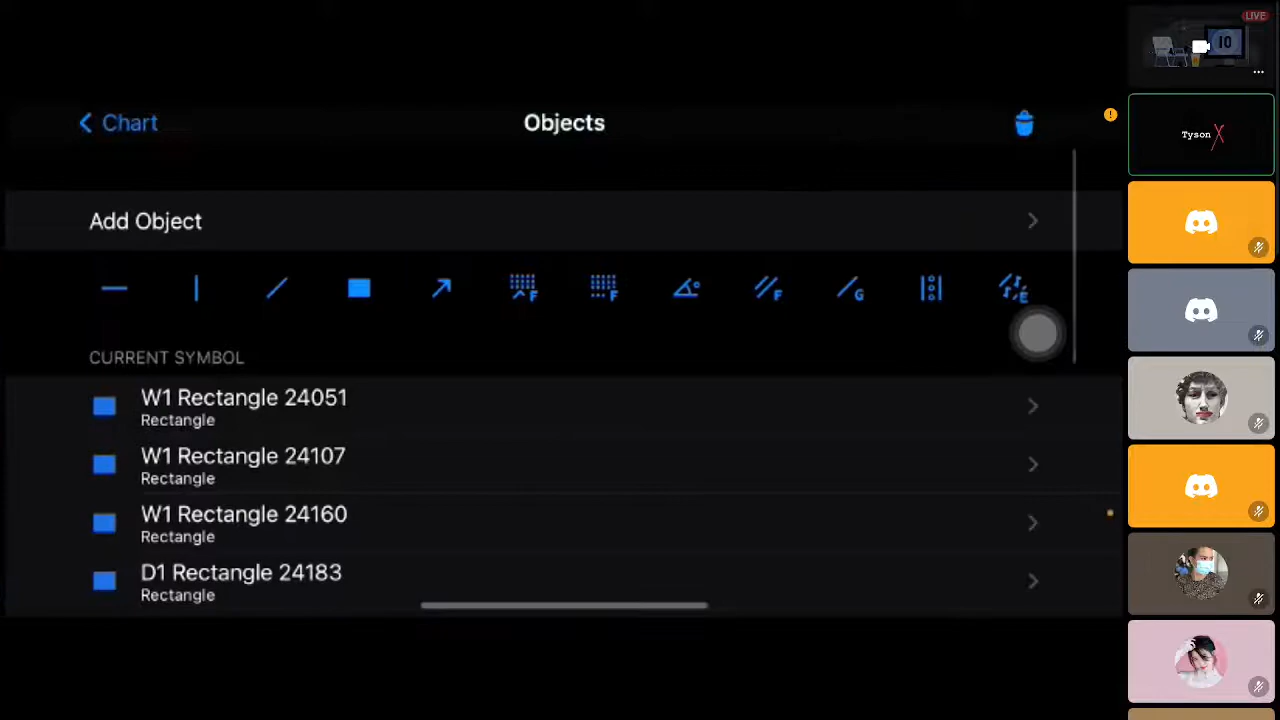 LIVE
10
Chart
Objects
Tyson X
Add Object
F
F
F
G
E
CURRENT SYMBOL
W1 Rectangle 24051
Rectangle
W1 Rectangle 24107
Rectangle
W1 Rectangle 24160
Rectangle
D1 Rectangle 24183
Rectangle